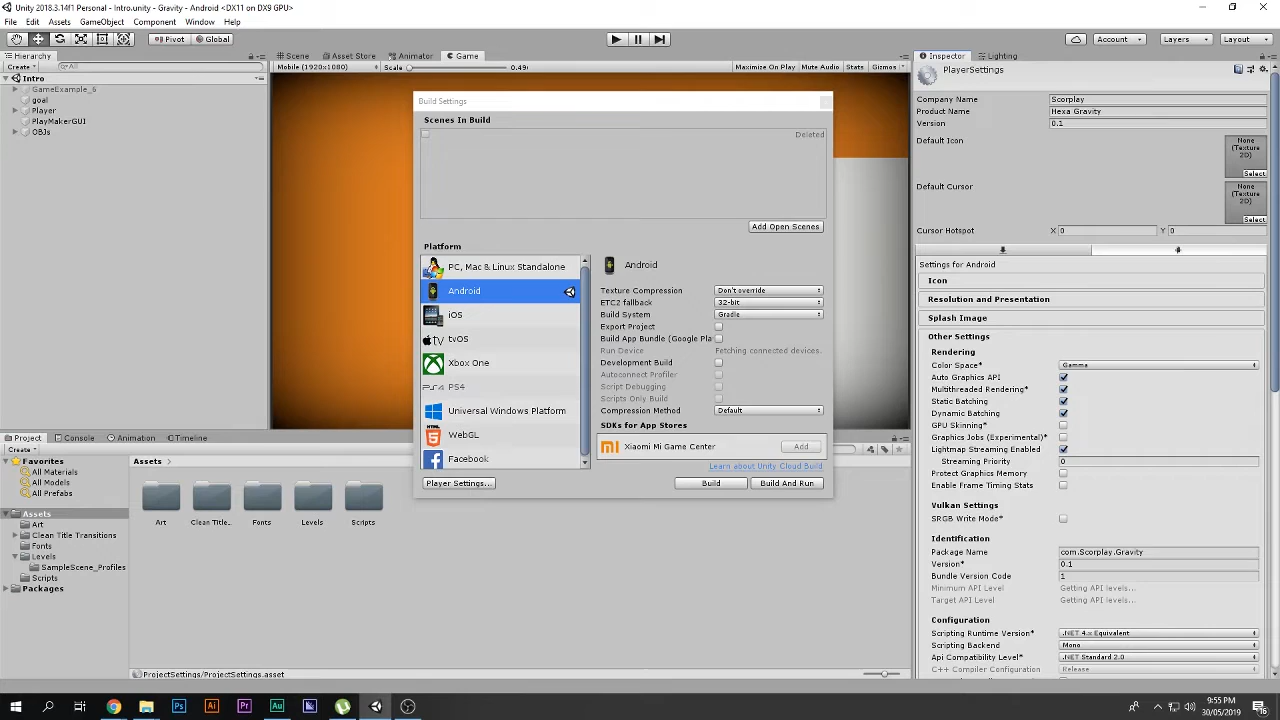 Unity 2018.3.14f1 Personal - Intro.unity - Gravity - Android <DX11 on DX9 GPU>
File Edit Assets GameObject Component Window Help
Pivot Global Account Layers Layout
Hierarchy Scene Asset Store Animator Game Inspector Lighting
Create All Mobile (1920x1080) Scale 0.49 Maximize On Play Mute Audio Stats Gizmos PlayerSettings
Intro
GameExample_6
goal
Player
PlayMakerGUI
OBJs
Build Settings
Scenes In Build
Deleted
Add Open Scenes
Platform
PC, Mac & Linux Standalone
Android
iOS
tvOS
Xbox One
PS4
Universal Windows Platform
WebGL
Facebook
Player Settings...
Android
Texture Compression Don't override
ETC2 fallback 32-bit
Build System Gradle
Export Project
Build App Bundle (Google Pla
Run Device Fetching connected devices.
Development Build
Autoconnect Profiler
Script Debugging
Scripts Only Build
Compression Method Default
SDKs for App Stores
Xiaomi Mi Game Center Add
Learn about Unity Cloud Build
Build Build And Run
Company Name Scorplay
Product Name Hexa Gravity
Version 0.1
Default Icon None (Texture 2D) Select
Default Cursor None (Texture 2D) Select
Cursor Hotspot X 0 Y 0
Settings for Android
Icon
Resolution and Presentation
Splash Image
Other Settings
Rendering
Color Space* Gamma
Auto Graphics API
Multithreaded Rendering*
Static Batching
Dynamic Batching
GPU Skinning*
Graphics Jobs (Experimental)*
Lightmap Streaming Enabled
Streaming Priority 0
Protect Graphics Memory
Enable Frame Timing Stats
Vulkan Settings
SRGB Write Mode*
Identification
Package Name com.Scorplay.Gravity
Version* 0.1
Bundle Version Code 1
Minimum API Level Getting API levels...
Target API Level Getting API levels...
Configuration
Scripting Runtime Version* .NET 4.x Equivalent
Scripting Backend Mono
Api Compatibility Level* .NET Standard 2.0
C++ Compiler Configuration Release
Project Console Animation Timeline
Create
Favorites
All Materials
All Models
All Prefabs
Assets
Art
Clean Title Transitions
Fonts
Levels
SampleScene_Profiles
Scripts
Packages
Assets
Art Clean Title... Fonts Levels Scripts
ProjectSettings/ProjectSettings.asset
9:55 PM
30/05/2019